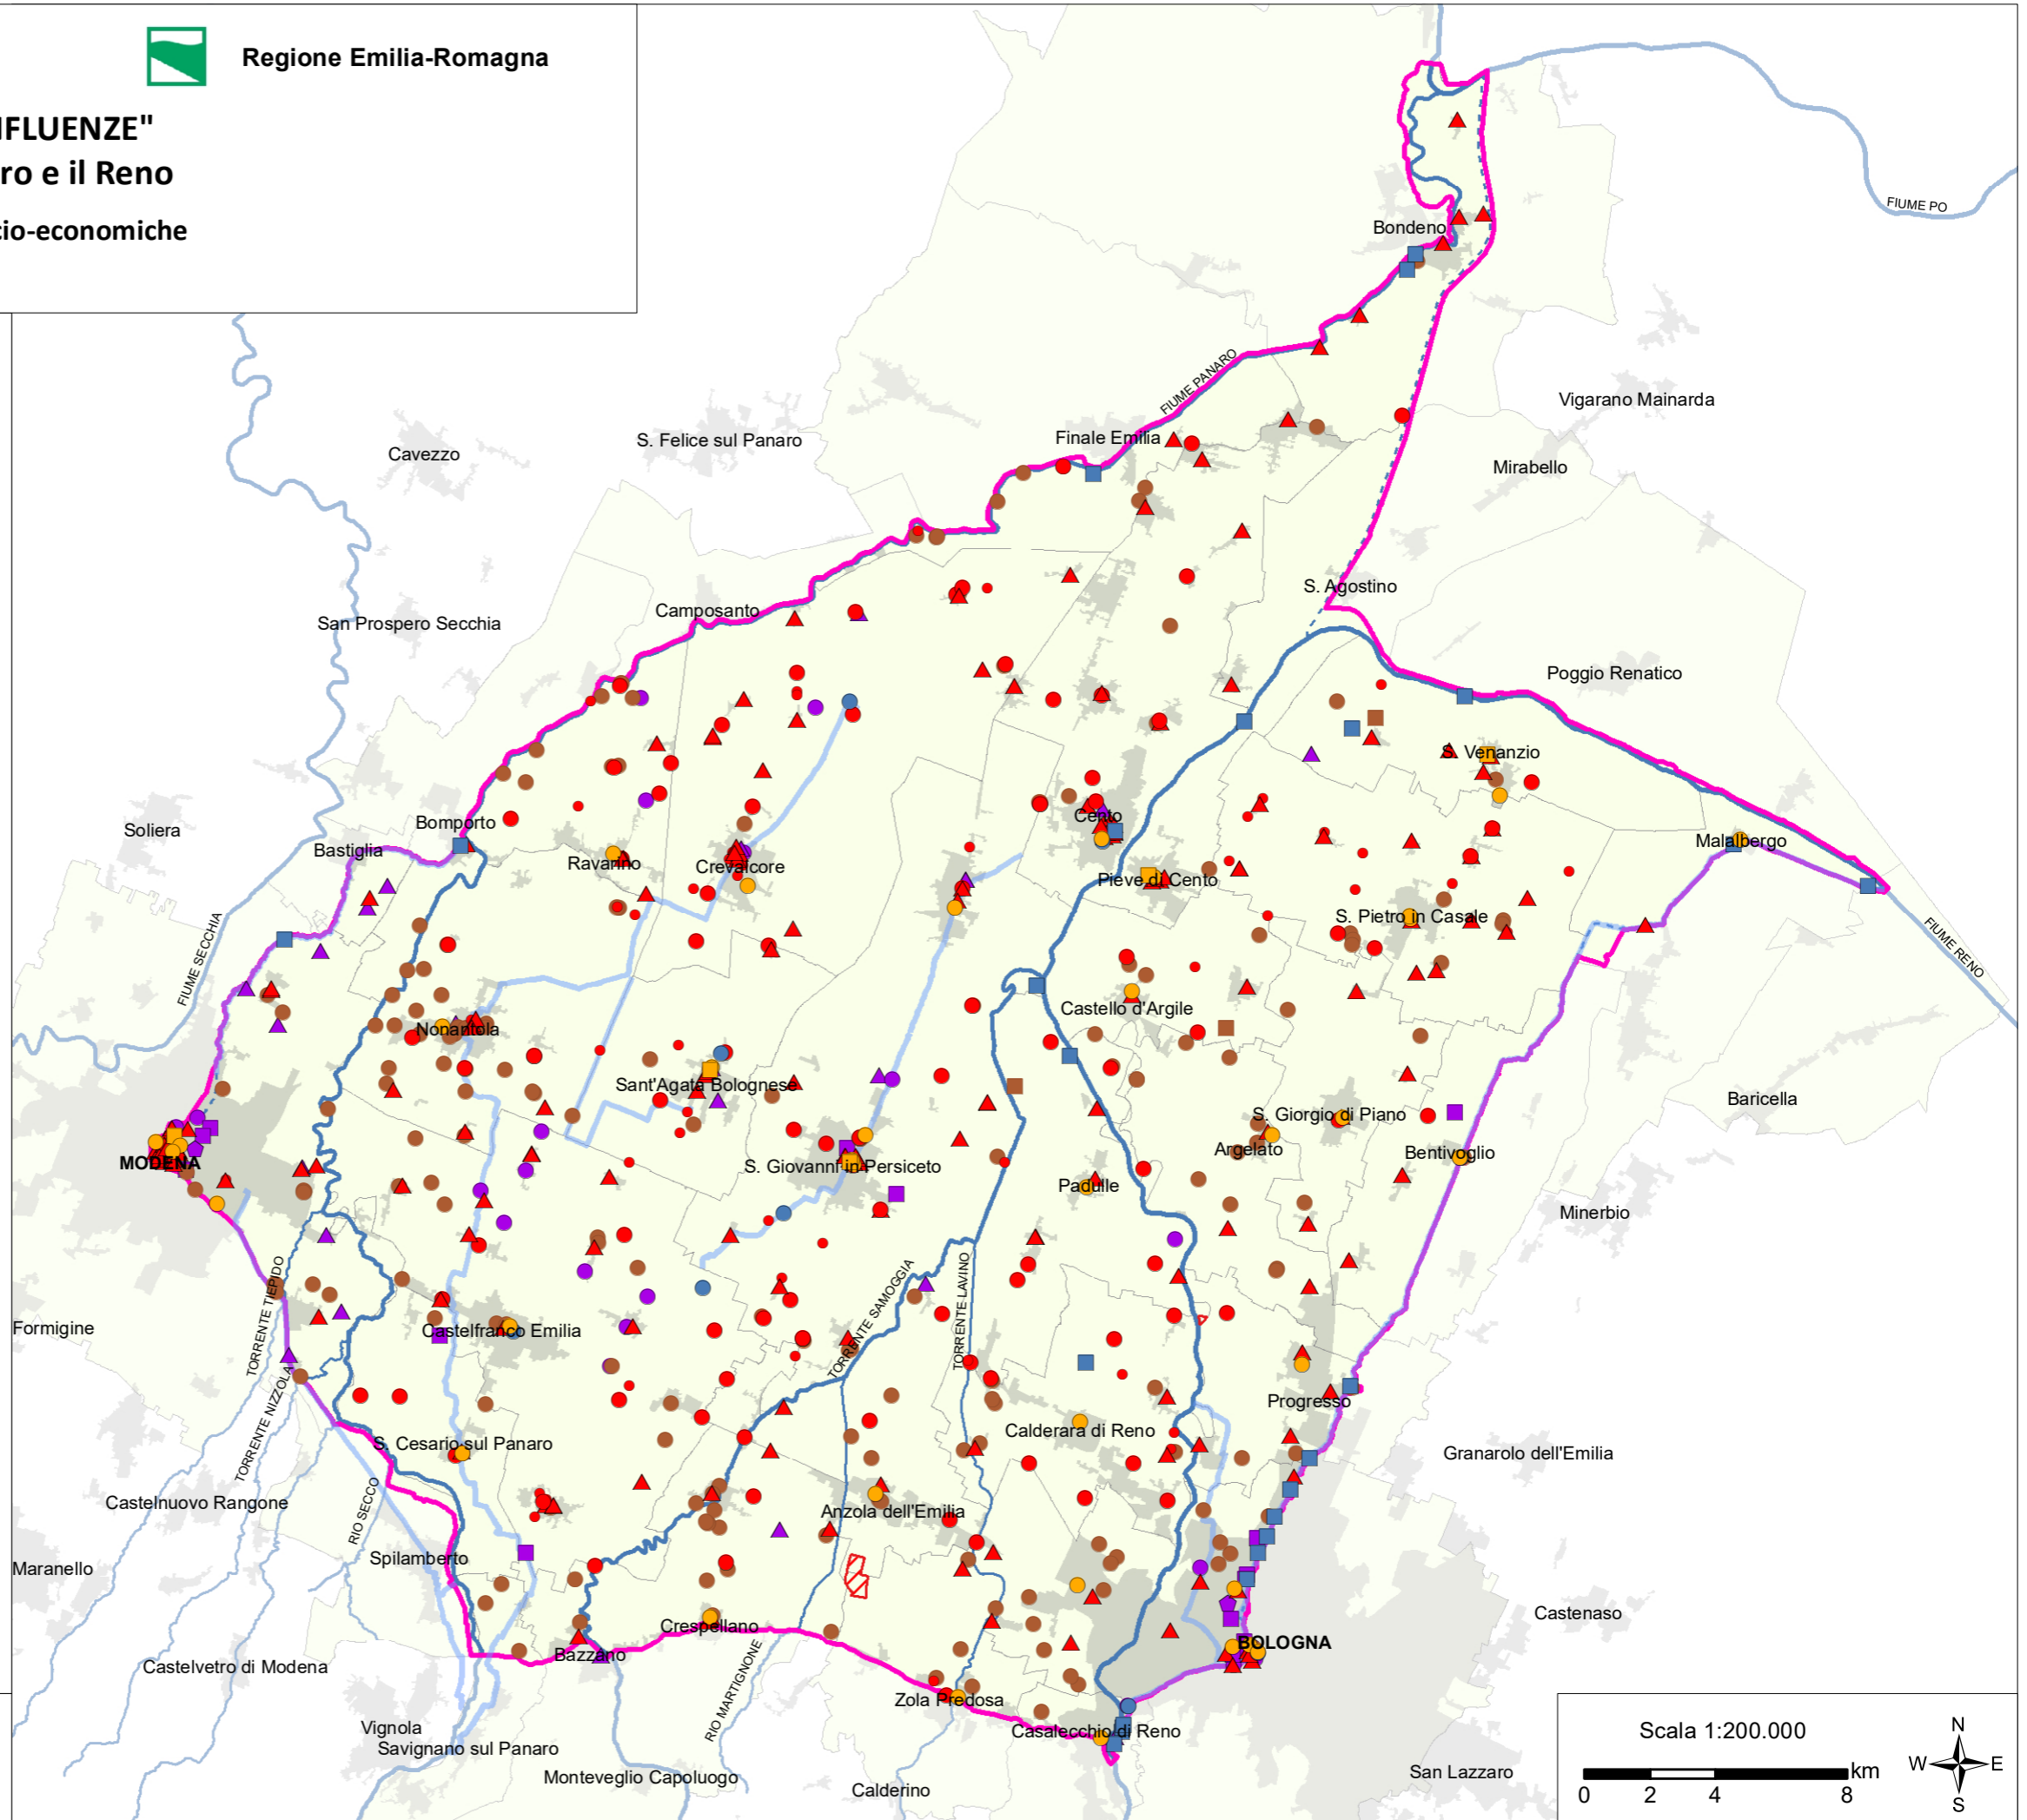 Regione Emilia-Romagna
NFLUENZE"
ro e il Reno
cio-economiche
FIUME PO
Bondeno
FIUME PANARO
Vigarano Mainarda
Finale Emilia
S. Felice sul Panaro
Cavezzo
Mirabello
S. Agostino
Camposanto
San Prospero Secchia
Poggio Renatico
S. Venanzio
Soliera
Bomporto
Bastiglia
Ravarino
Crevalcore
Cento
Malalbergo
Pieve di Cento
S. Pietro in Casale
FIUME SECCHIA
FIUME RENO
Castello d'Argile
Nonantola
Sant'Agata Bolognese
Baricella
S. Giorgio di Piano
Argelato
Bentivoglio
MODENA
S. Giovanni in Persiceto
Padulle
Minerbio
TORRENTE TIEPIDO
TORRENTE SAMOGGIA
TORRENTE LAVINO
Formigine
Castelfranco Emilia
TORRENTE NIZZOLA
Progresso
S. Cesario sul Panaro
Calderara di Reno
Granarolo dell'Emilia
Castelnuovo Rangone
RIO SECCO
Anzola dell'Emilia
Maranello
Spilamberto
Castenaso
Crespellano
BOLOGNA
Bazzano
Castelvetro di Modena
RIO MARTIGNONE
Zola Predosa
Vignola
Casalecchio di Reno
Savignano sul Panaro
Monteveglio Capoluogo
Calderino
San Lazzaro
Scala 1:200.000
km
0 2 4 8
N
W E
S